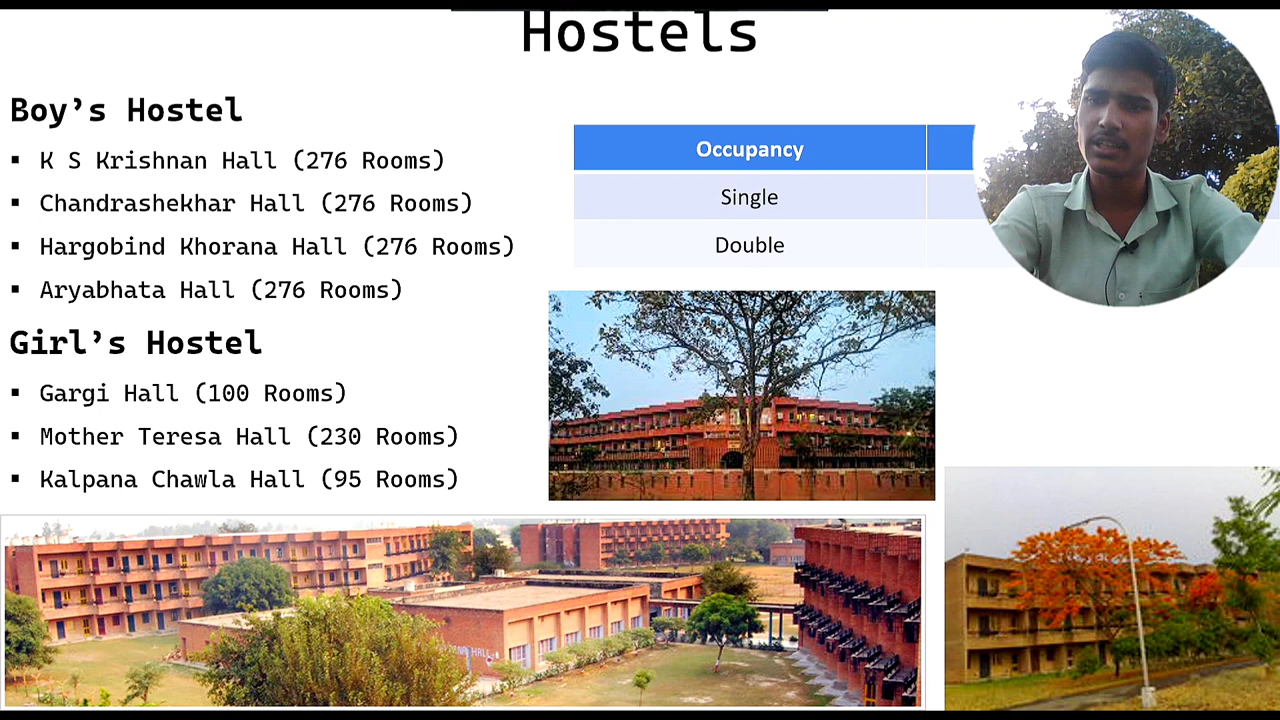 Hostels
Boy’s Hostel
▪ K S Krishnan Hall (276 Rooms)
▪ Chandrashekhar Hall (276 Rooms)
▪ Hargobind Khorana Hall (276 Rooms)
▪ Aryabhata Hall (276 Rooms)
Girl’s Hostel
▪ Gargi Hall (100 Rooms)
▪ Mother Teresa Hall (230 Rooms)
▪ Kalpana Chawla Hall (95 Rooms)
Occupancy
Single
Double